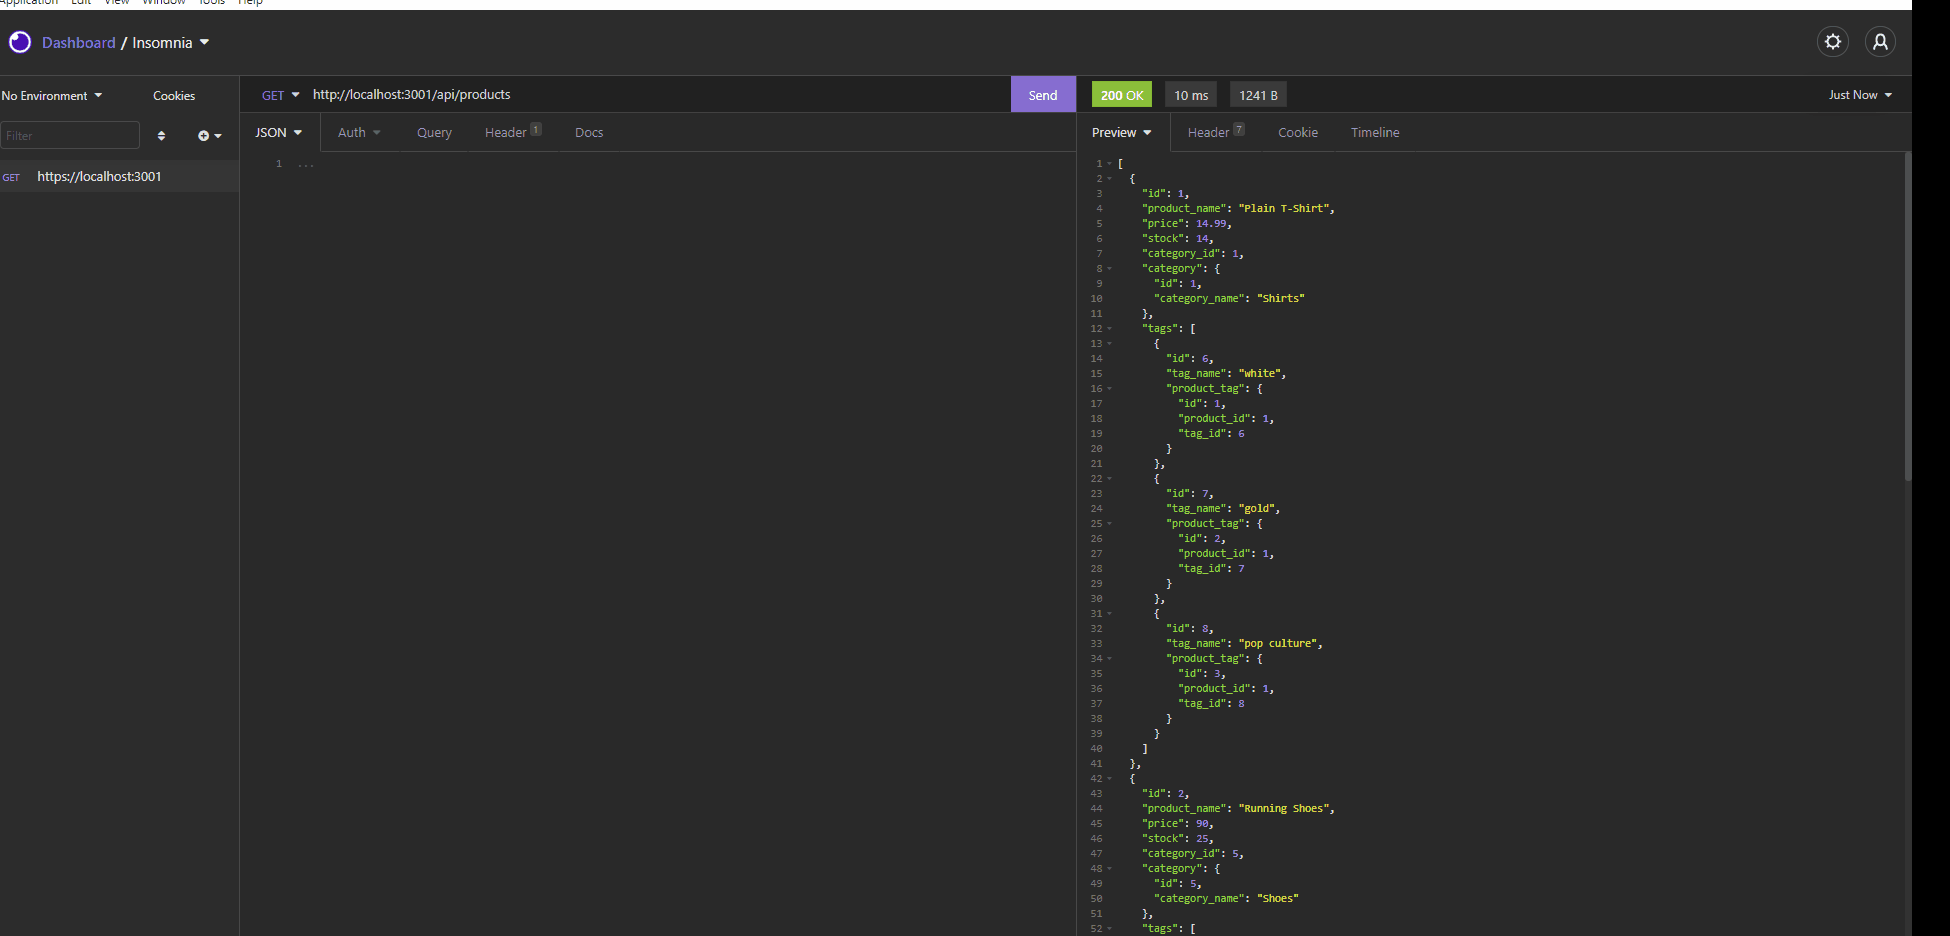 Application Edit View Window Tools Help
Dashboard / Insomnia
No Environment Cookies
Filter
GET https://localhost:3001
GET http://localhost:3001/api/products Send
JSON Auth Query Header 1 Docs
1 ...
200 OK 10 ms 1241 B Just Now
Preview Header 7 Cookie Timeline
1 [
2 {
3 "id": 1,
4 "product_name": "Plain T-Shirt",
5 "price": 14.99,
6 "stock": 14,
7 "category_id": 1,
8 "category": {
9 "id": 1,
10 "category_name": "Shirts"
11 },
12 "tags": [
13 {
14 "id": 6,
15 "tag_name": "white",
16 "product_tag": {
17 "id": 1,
18 "product_id": 1,
19 "tag_id": 6
20 }
21 },
22 {
23 "id": 7,
24 "tag_name": "gold",
25 "product_tag": {
26 "id": 2,
27 "product_id": 1,
28 "tag_id": 7
29 }
30 },
31 {
32 "id": 8,
33 "tag_name": "pop culture",
34 "product_tag": {
35 "id": 3,
36 "product_id": 1,
37 "tag_id": 8
38 }
39 }
40 ]
41 },
42 {
43 "id": 2,
44 "product_name": "Running Shoes",
45 "price": 90,
46 "stock": 25,
47 "category_id": 5,
48 "category": {
49 "id": 5,
50 "category_name": "Shoes"
51 },
52 "tags": [